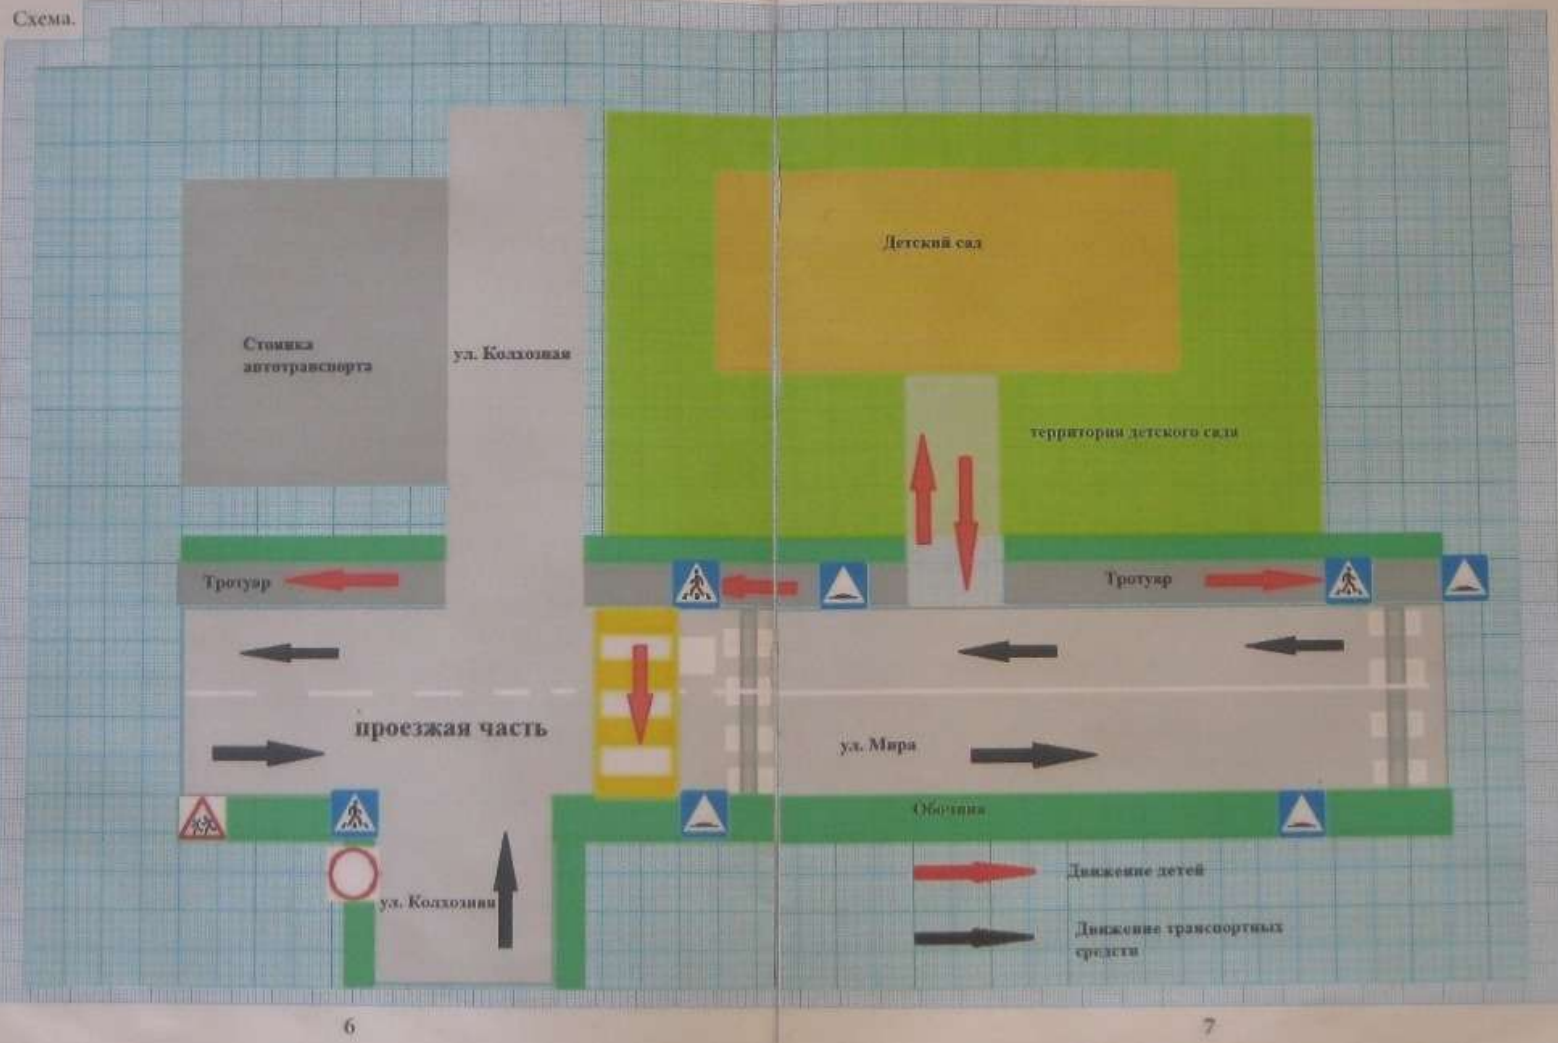 Схема.
Детский сад
Стоянка
автотранспорта
ул. Колхозная
территория детского сада
Тротуар
Тротуар
проезжая часть
ул. Мира
Обочина
Движение детей
ул. Колхозная
Движение транспортных
средств
6
7